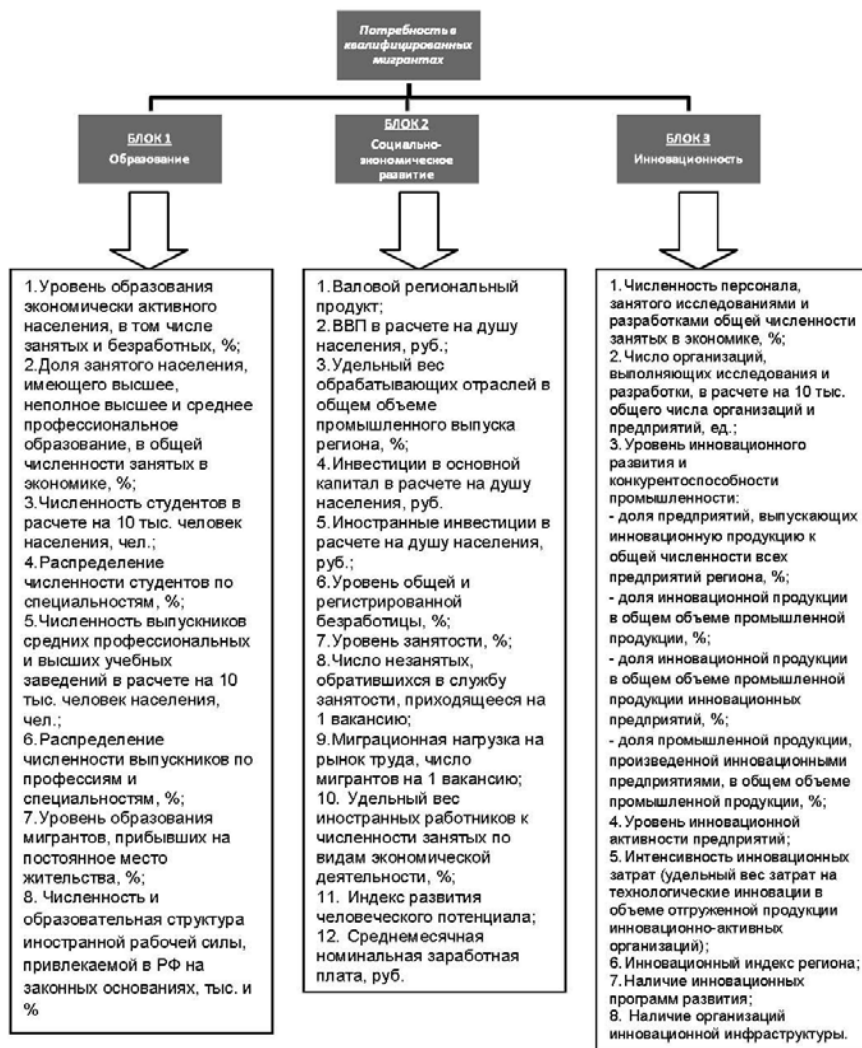 Потребность в
квалифицированных
мигрантах
БЛОК 1
Образование
БЛОК 2
Социально-
экономическое
развитие
БЛОК 3
Инновационность
1.Уровень образования
экономически активного
населения, в том числе
занятых и безработных, %;
2.Доля занятого населения,
имеющего высшее,
неполное высшее и среднее
профессиональное
образование, в общей
численности занятых в
экономике, %;
3.Численность студентов в
расчете на 10 тыс. человек
населения, чел.;
4.Распределение
численности студентов по
специальностям, %;
5.Численность выпускников
средних профессиональных
и высших учебных
заведений в расчете на 10
тыс. человек населения,
чел.;
6.Распределение
численности выпускников по
профессиям и
специальностям, %;
7.Уровень образования
мигрантов, прибывших на
постоянное место
жительства, %;
8. Численность и
образовательная структура
иностранной рабочей силы,
привлекаемой в РФ на
законных основаниях, тыс. и
%
1.Валовой региональный
продукт;
2.ВВП в расчете на душу
населения, руб.;
3.Удельный вес
обрабатывающих отраслей в
общем объеме
промышленного выпуска
региона, %;
4.Инвестиции в основной
капитал в расчете на душу
населения, руб.
5.Иностранные инвестиции в
расчете на душу населения,
руб.;
6.Уровень общей и
регистрированной
безработицы, %;
7.Уровень занятости, %;
8.Число незанятых,
обратившихся в службу
занятости, приходящееся на
1 вакансию;
9.Миграционная нагрузка на
рынок труда, число
мигрантов на 1 вакансию;
10. Удельный вес
иностранных работников к
численности занятых по
видам экономической
деятельности, %;
11. Индекс развития
человеческого потенциала;
12. Среднемесячная
номинальная заработная
плата, руб.
1.Численность персонала,
занятого исследованиями и
разработками общей численности
занятых в экономике, %;
2.Число организаций,
выполняющих исследования и
разработки, в расчете на 10 тыс.
общего числа организаций и
предприятий, ед.;
3.Уровень инновационного
развития и
конкурентоспособности
промышленности:
- доля предприятий, выпускающих
инновационную продукцию к
общей численности всех
предприятий региона, %;
- доля инновационной продукции
в общем объеме промышленной
продукции, %;
- доля инновационной продукции
в общем объеме промышленной
продукции инновационных
предприятий, %;
- доля промышленной продукции,
произведенной инновационными
предприятиями, в общем объеме
промышленной продукции, %;
4.Уровень инновационной
активности предприятий;
5.Интенсивность инновационных
затрат (удельный вес затрат на
технологические инновации в
объеме отгруженной продукции
инновационно-активных
организаций);
6.Инновационный индекс региона;
7.Наличие инновационных
программ развития;
8. Наличие организаций
инновационной инфраструктуры.